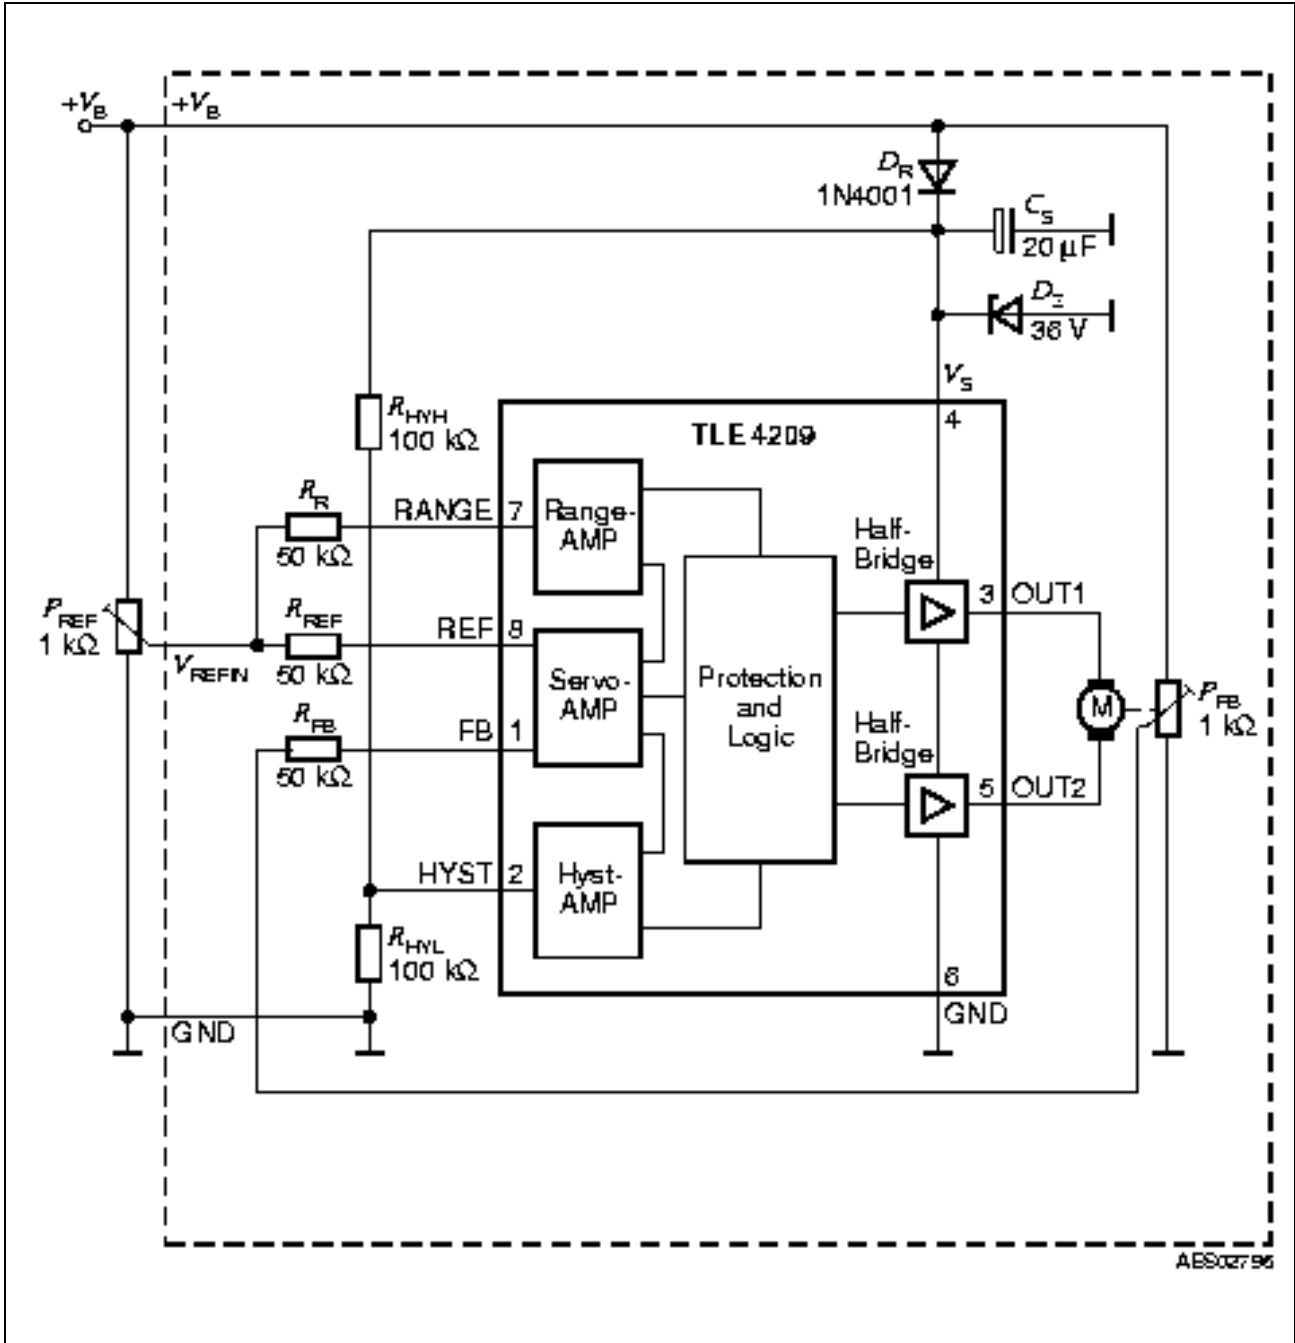 +VB
+VB
DR
1N4001
CS
20 µF
DZ
36 V
VS
4
RHYH
100 kΩ
TLE 4209
RR
50 kΩ
RANGE 7
Range-
AMP
Half-
Bridge
3 OUT1
PREF
1 kΩ
VREFIN
RREF
50 kΩ
REF 8
Servo-
AMP
Protection
and
Logic
M
PFB
1 kΩ
RFB
50 kΩ
FB 1
Half-
Bridge
5 OUT2
HYST 2
Hyst-
AMP
RHYL
100 kΩ
6
GND
GND
AES02796